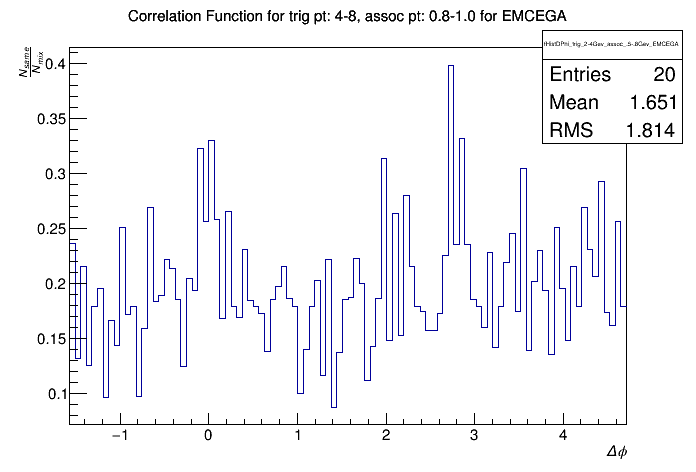 Correlation Function for trig pt: 4-8, assoc pt: 0.8-1.0 for EMCEGA
fHistDPhi_trig_2-4Gev_assoc_.5-.8Gev_EMCEGA
Entries 20
Mean 1.651
RMS 1.814
N_same
N_mix
0.4
0.35
0.3
0.25
0.2
0.15
0.1
−1 0 1 2 3 4
Δϕ